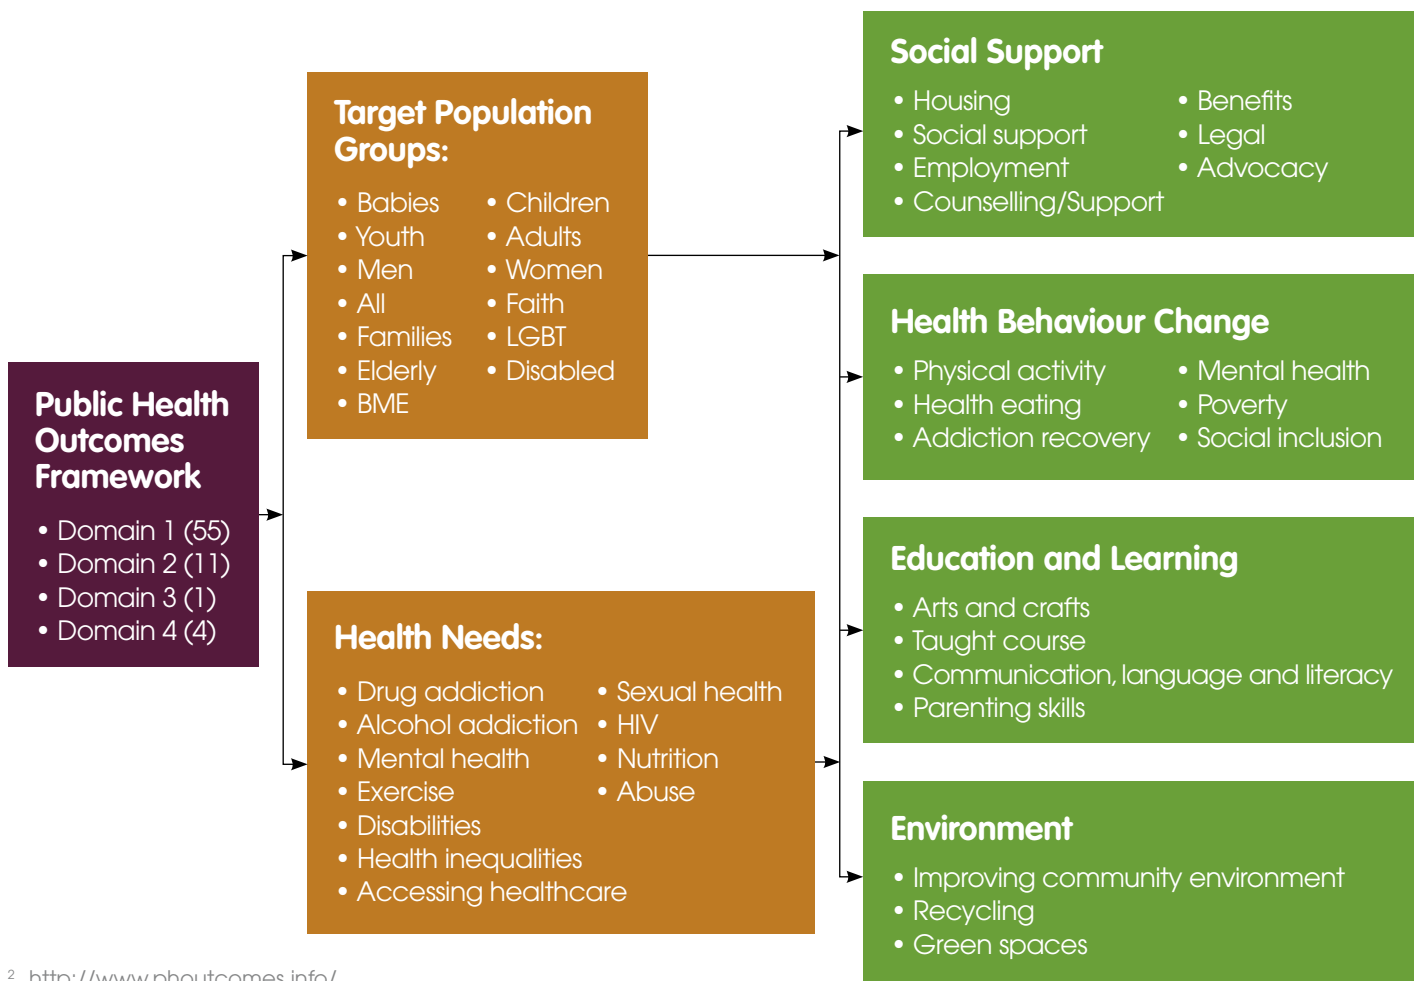 Public Health
Outcomes
Framework
• Domain 1 (55)
• Domain 2 (11)
• Domain 3 (1)
• Domain 4 (4)
Target Population
Groups:
• Babies
• Youth
• Men
• All
• Families
• Elderly
• BME
• Children
• Adults
• Women
• Faith
• LGBT
• Disabled
Health Needs:
• Drug addiction
• Alcohol addiction
• Mental health
• Exercise
• Disabilities
• Health inequalities
• Accessing healthcare
• Sexual health
• HIV
• Nutrition
• Abuse
Social Support
• Housing
• Social support
• Employment
• Counselling/Support
• Benefits
• Legal
• Advocacy
Health Behaviour Change
• Physical activity
• Health eating
• Addiction recovery
• Mental health
• Poverty
• Social inclusion
Education and Learning
• Arts and crafts
• Taught course
• Communication, language and literacy
• Parenting skills
Environment
• Improving community environment
• Recycling
• Green spaces
2 http://www.phoutcomes.info/